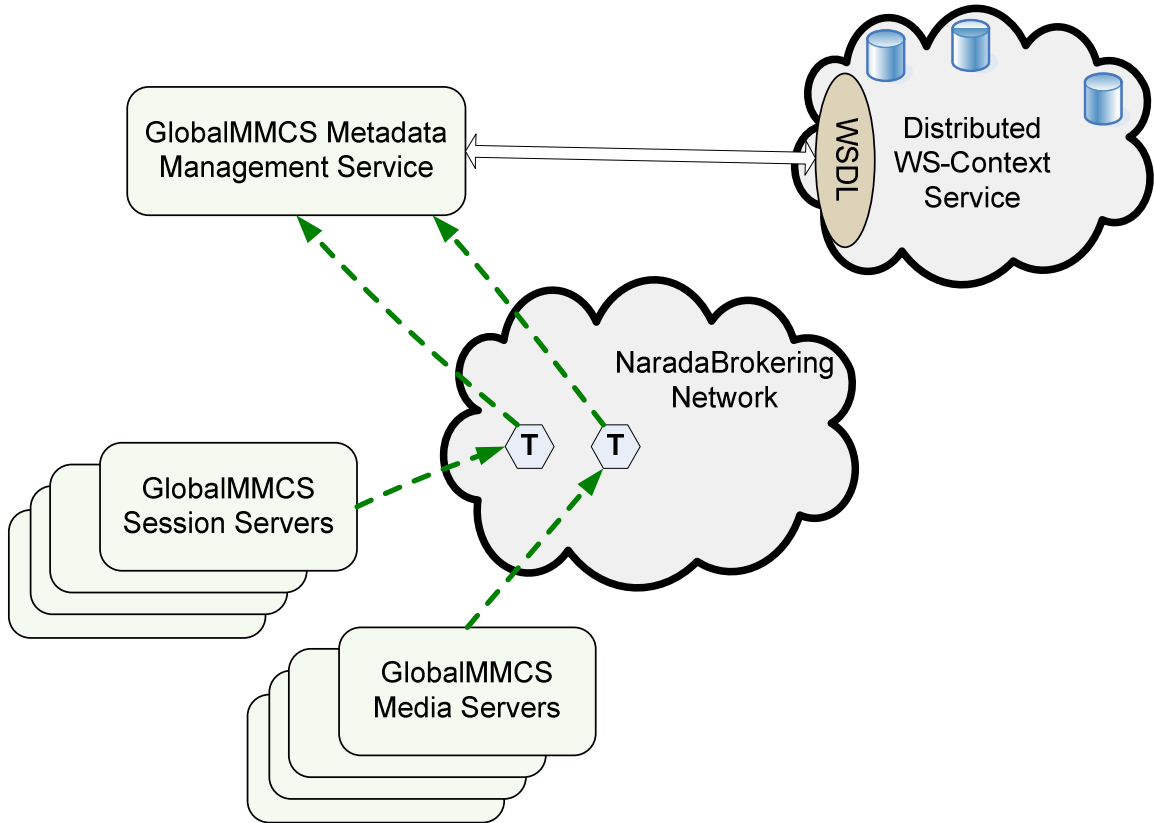 GlobalMMCS Metadata
Management Service
WSDL
Distributed
WS-Context
Service
NaradaBrokering
Network
T
T
GlobalMMCS
Session Servers
GlobalMMCS
Media Servers